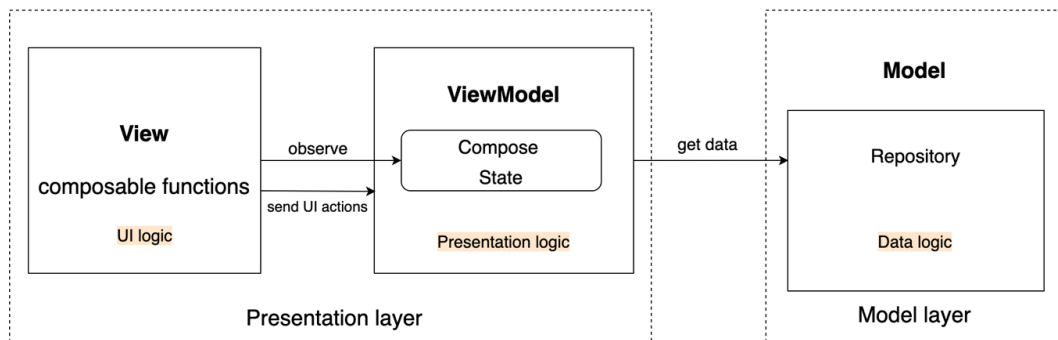 View
composable functions
UI logic
observe
send UI actions
ViewModel
Compose
State
Presentation logic
Presentation layer
get data
Model
Repository
Data logic
Model layer